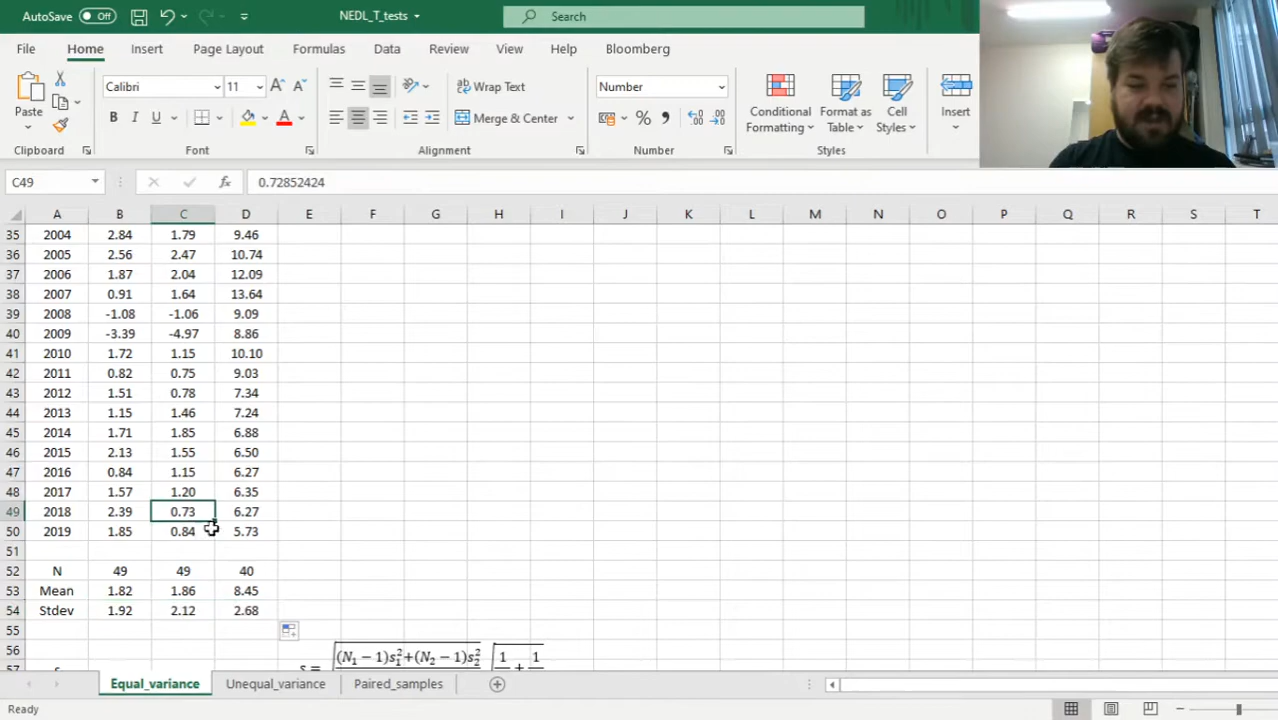 AutoSave Off NEDL_T_tests Search
File Home Insert Page Layout Formulas Data Review View Help Bloomberg
Calibri 11 Wrap Text Number Conditional Formatting Format as Table Cell Styles Insert
Paste Merge & Center
Clipboard Font Alignment Number Styles
C49 fx 0.72852424
A B C D E F G H I J K L M N O P Q R S T
35 2004 2.84 1.79 9.46
36 2005 2.56 2.47 10.74
37 2006 1.87 2.04 12.09
38 2007 0.91 1.64 13.64
39 2008 -1.08 -1.06 9.09
40 2009 -3.39 -4.97 8.86
41 2010 1.72 1.15 10.10
42 2011 0.82 0.75 9.03
43 2012 1.51 0.78 7.34
44 2013 1.15 1.46 7.24
45 2014 1.71 1.85 6.88
46 2015 2.13 1.55 6.50
47 2016 0.84 1.15 6.27
48 2017 1.57 1.20 6.35
49 2018 2.39 0.73 6.27
50 2019 1.85 0.84 5.73
51
52 N 49 49 40
53 Mean 1.82 1.86 8.45
54 Stdev 1.92 2.12 2.68
55
56 (N₁ − 1)s₁²+(N₂ − 1)s₂² 1 1
57 s = +
Equal_variance Unequal_variance Paired_samples
Ready